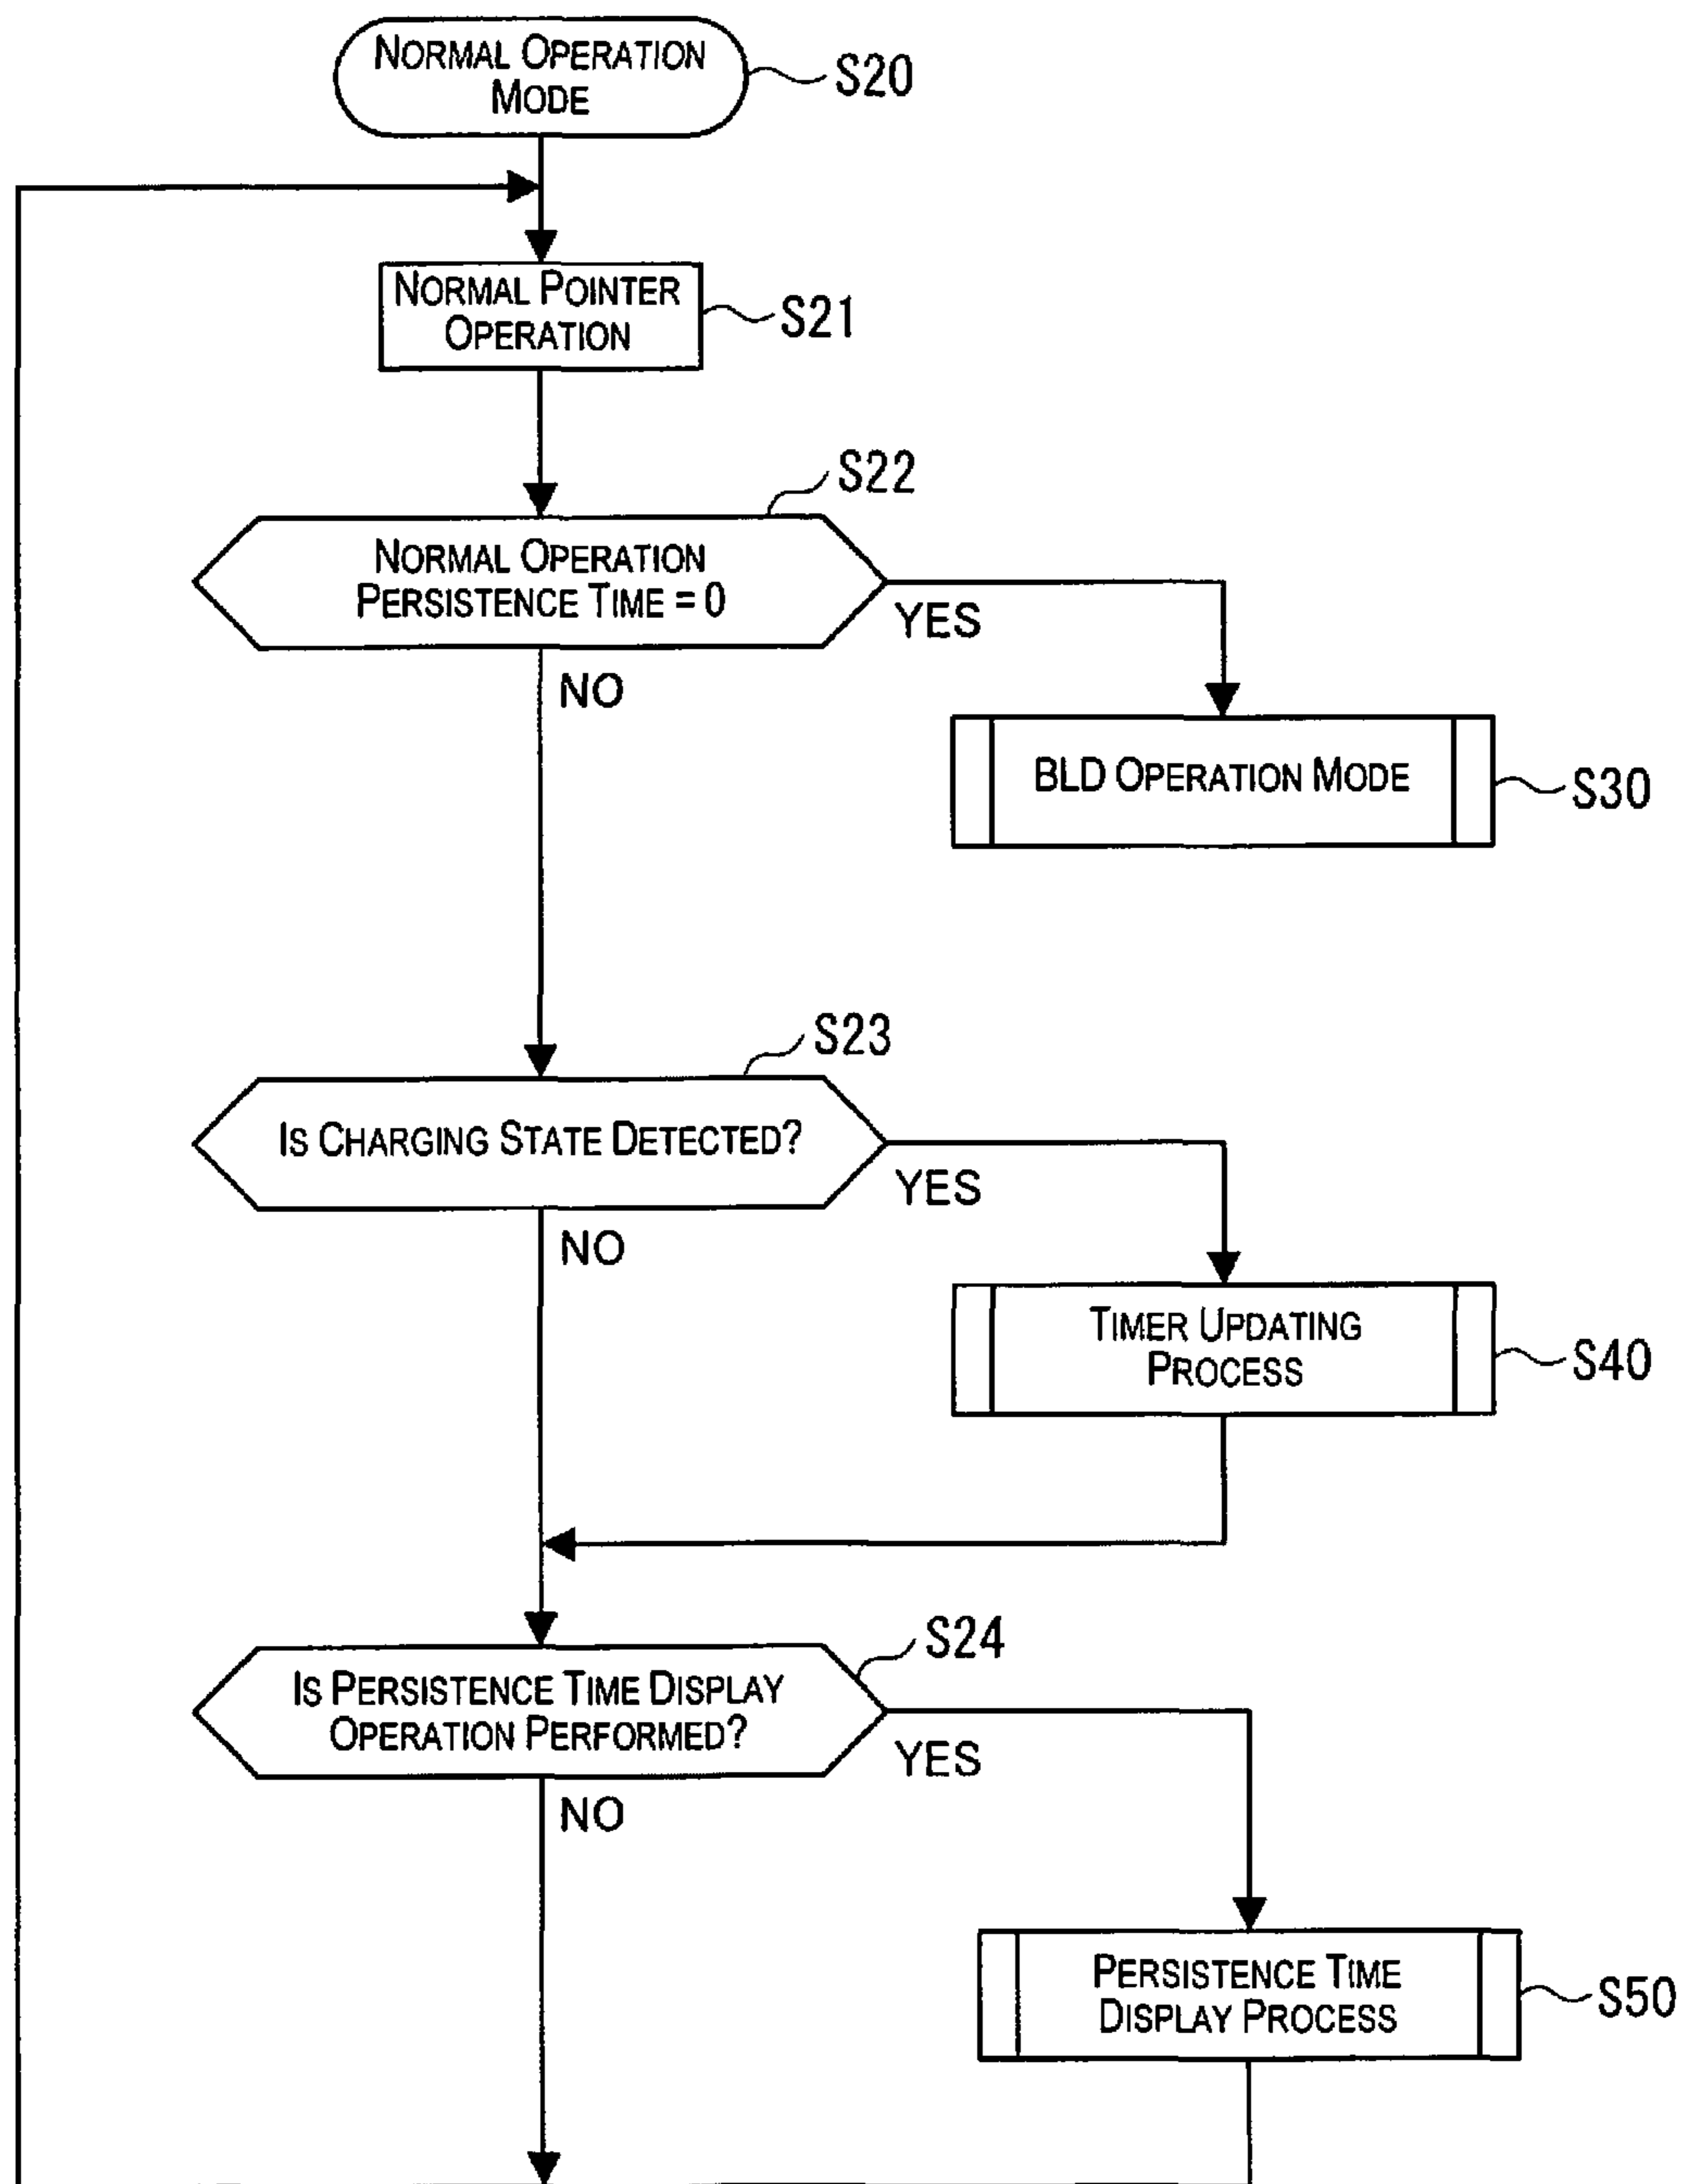 NORMAL OPERATION
MODE
S20
NORMAL POINTER
OPERATION
S21
S22
NORMAL OPERATION
PERSISTENCE TIME = 0
YES
NO
BLD OPERATION MODE
S30
S23
IS CHARGING STATE DETECTED?
YES
NO
TIMER UPDATING
PROCESS
S40
S24
IS PERSISTENCE TIME DISPLAY
OPERATION PERFORMED?
YES
NO
PERSISTENCE TIME
DISPLAY PROCESS
S50